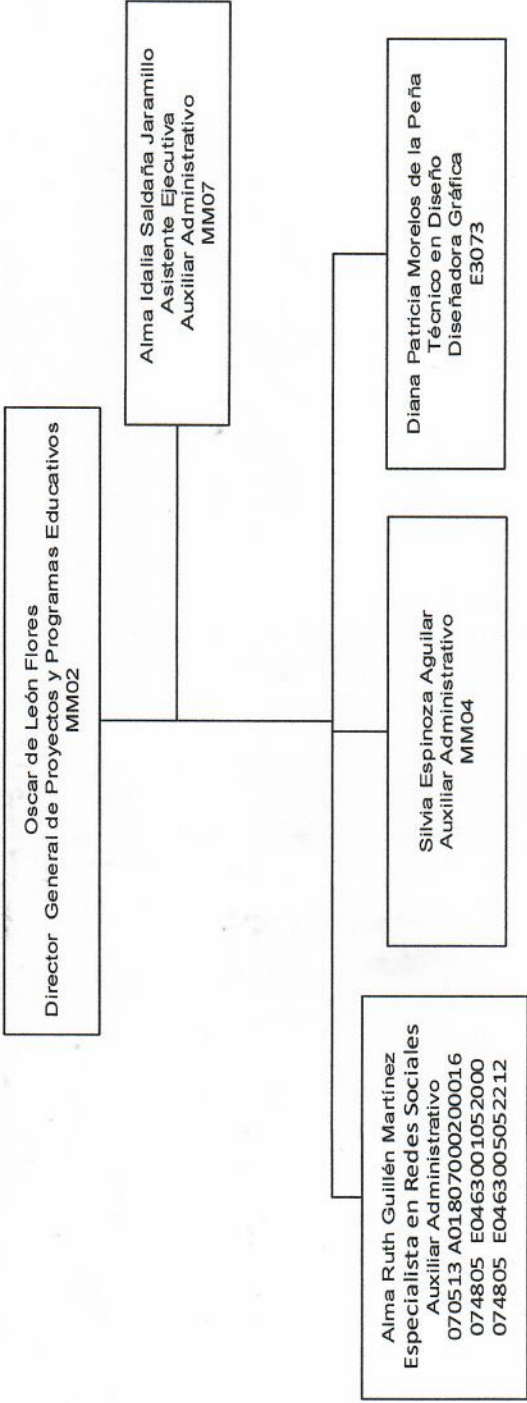 Oscar de León Flores
Director General de Proyectos y Programas Educativos
MM02
Alma Idalia Saldaña Jaramillo
Asistente Ejecutiva
Auxiliar Administrativo
MM07
Alma Ruth Guillén Martínez
Especialista en Redes Sociales
Auxiliar Administrativo
070513 A01807000200016
074805 E0463001052000
074805 E0463005052212
Silvia Espinoza Aguilar
Auxiliar Administrativo
MM04
Diana Patricia Morelos de la Peña
Técnico en Diseño
Diseñadora Gráfica
E3073